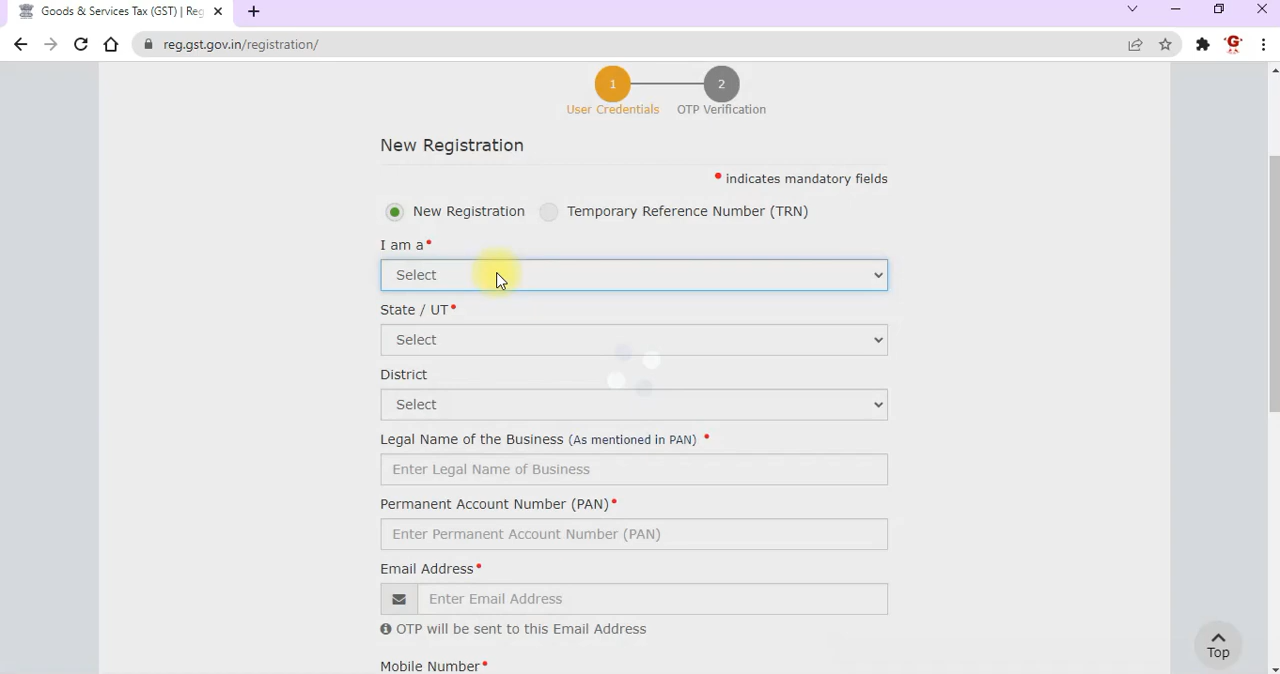 Goods & Services Tax (GST) | Reg
reg.gst.gov.in/registration/
1
2
User Credentials
OTP Verification
New Registration
• indicates mandatory fields
New Registration
Temporary Reference Number (TRN)
I am a•
Select
State / UT•
Select
District
Select
Legal Name of the Business (As mentioned in PAN) •
Enter Legal Name of Business
Permanent Account Number (PAN)•
Enter Permanent Account Number (PAN)
Email Address•
Enter Email Address
OTP will be sent to this Email Address
Mobile Number•
Top